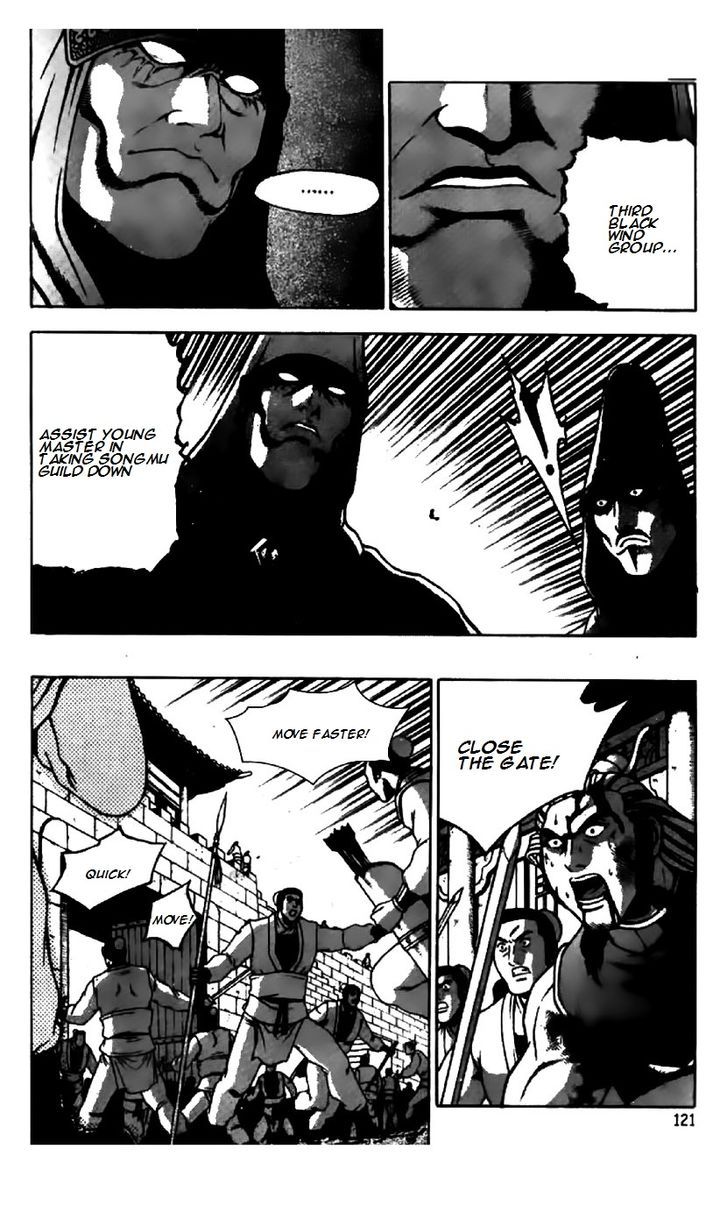 ......
THIRD
BLACK
WIND
GROUP...
ASSIST YOUNG
MASTER IN
TAKING SONGMU
GUILD DOWN
!
MOVE FASTER!
QUICK!
MOVE!
CLOSE
THE GATE!
121